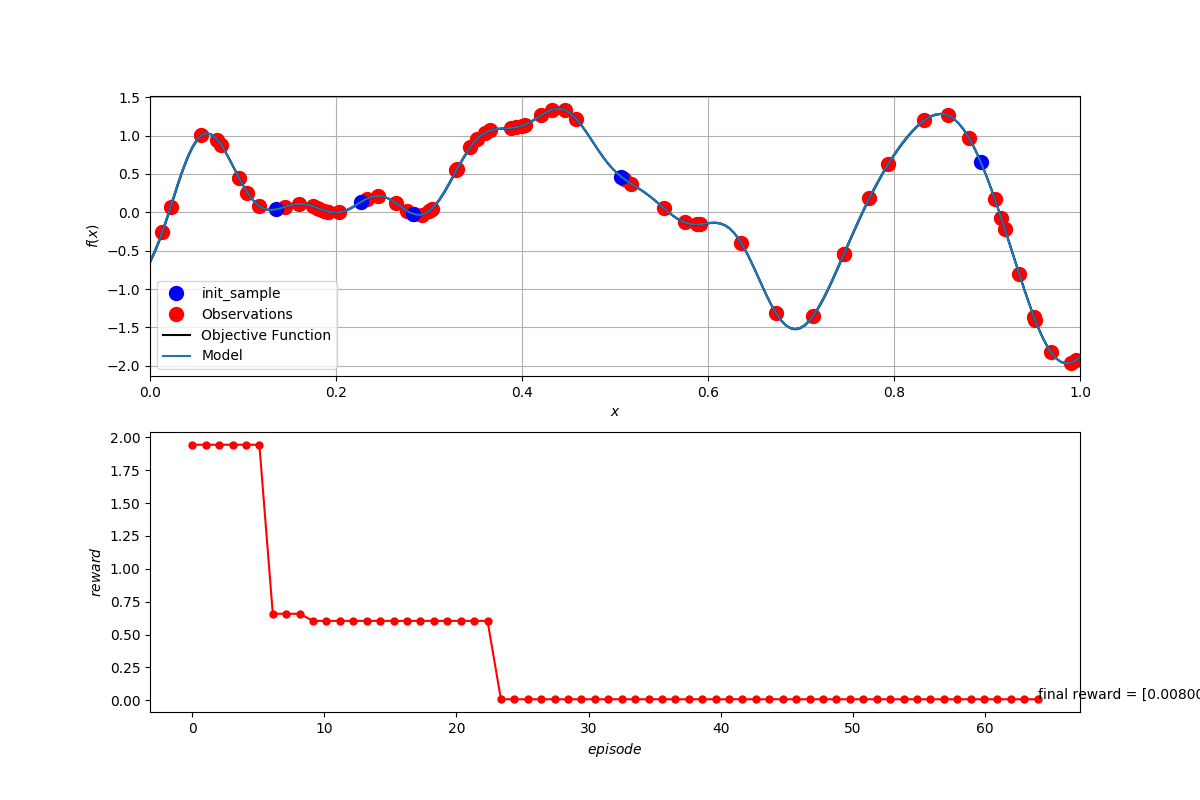 1.5
1.0
0.5
0.0
−0.5
−1.0
−1.5
−2.0
f(x)
init_sample
Observations
Objective Function
Model
0.0 0.2 0.4 0.6 0.8 1.0
x
2.00
1.75
1.50
1.25
1.00
0.75
0.50
0.25
0.00
reward
final reward = [0.00800
0 10 20 30 40 50 60
episode